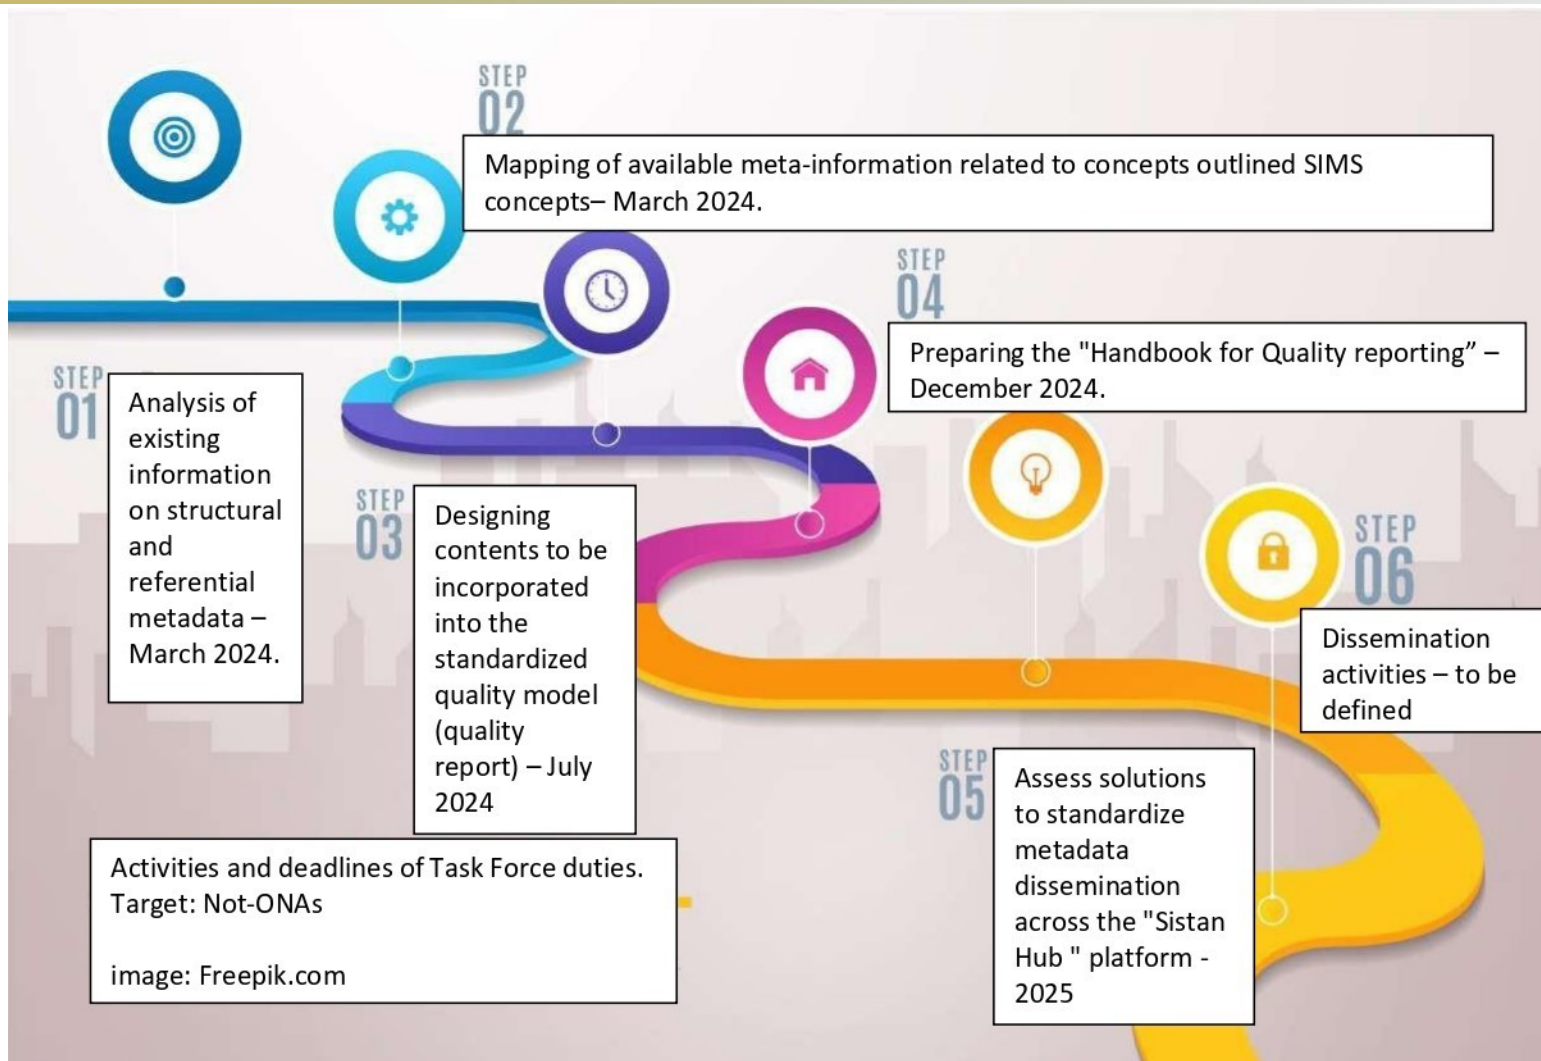 STEP
01
Analysis of
existing
information
on structural
and
referential
metadata –
March 2024.
STEP
02
Mapping of available meta-information related to concepts outlined SIMS
concepts– March 2024.
STEP
03
Designing
contents to be
incorporated
into the
standardized
quality model
(quality
report) – July
2024
STEP
04
Preparing the "Handbook for Quality reporting” –
December 2024.
STEP
05
Assess solutions
to standardize
metadata
dissemination
across the "Sistan
Hub " platform -
2025
STEP
06
Dissemination
activities – to be
defined
Activities and deadlines of Task Force duties.
Target: Not-ONAs
image: Freepik.com